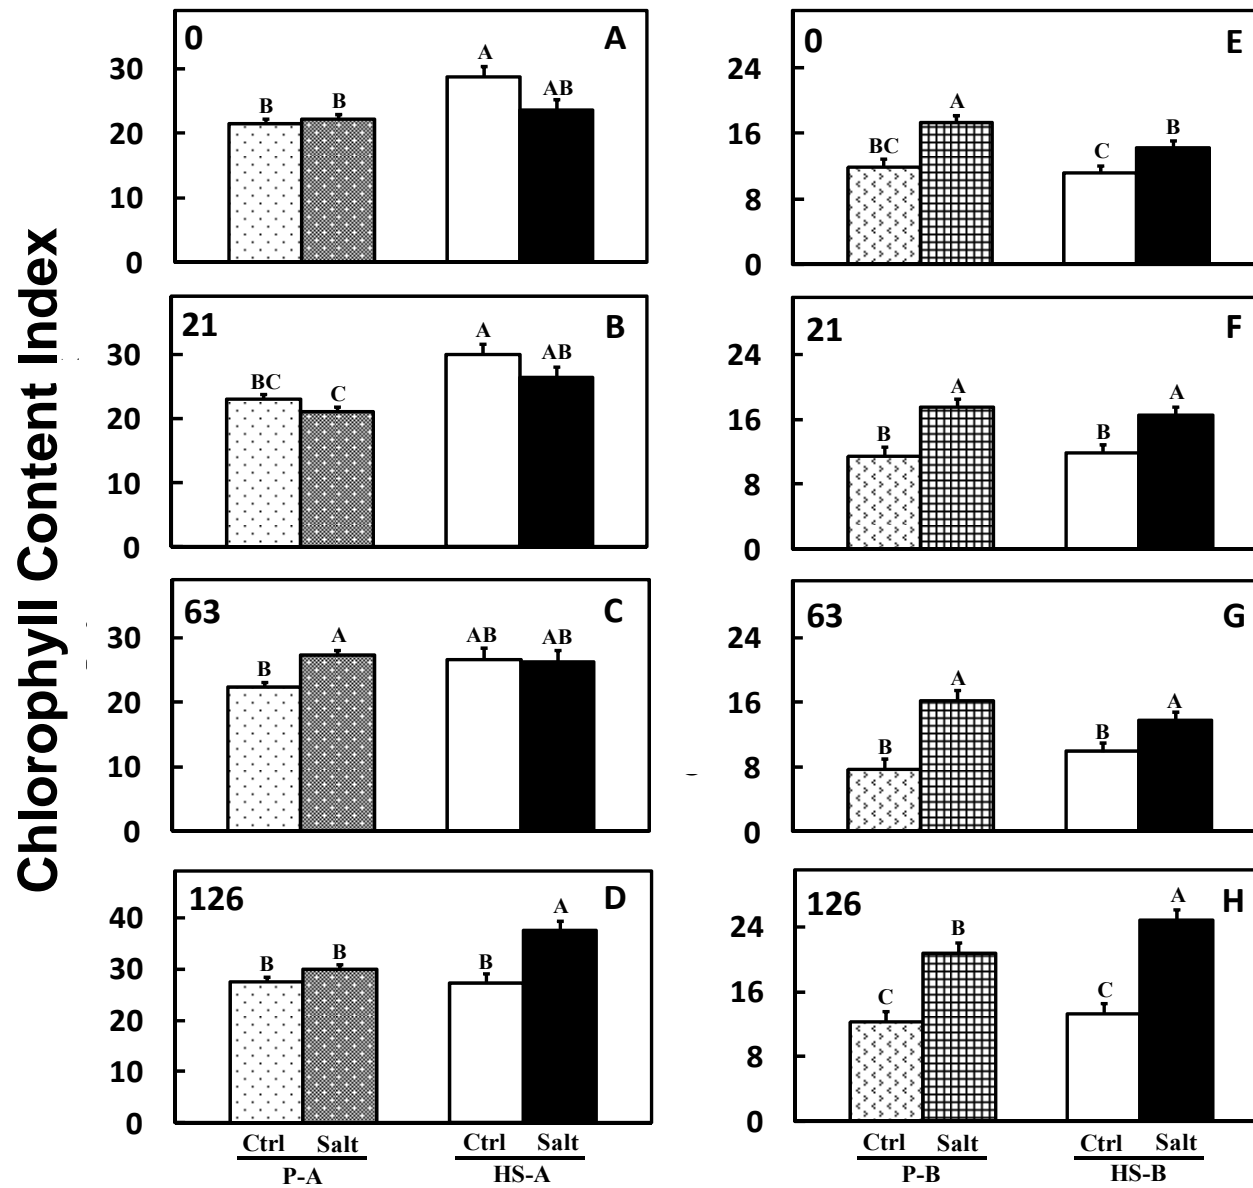 Chlorophyll Content Index
0
A
30
20
10
0
B
B
A
AB
21
B
30
20
10
0
BC
C
A
AB
63
C
30
20
10
0
B
A
AB
AB
126
D
40
30
20
10
0
B
B
B
A
Ctrl Salt Ctrl Salt
P-A HS-A
0
E
24
16
8
0
BC
A
C
B
21
F
24
16
8
0
B
A
B
A
63
G
24
16
8
0
B
A
B
A
126
H
24
16
8
0
C
B
C
A
Ctrl Salt Ctrl Salt
P-B HS-B